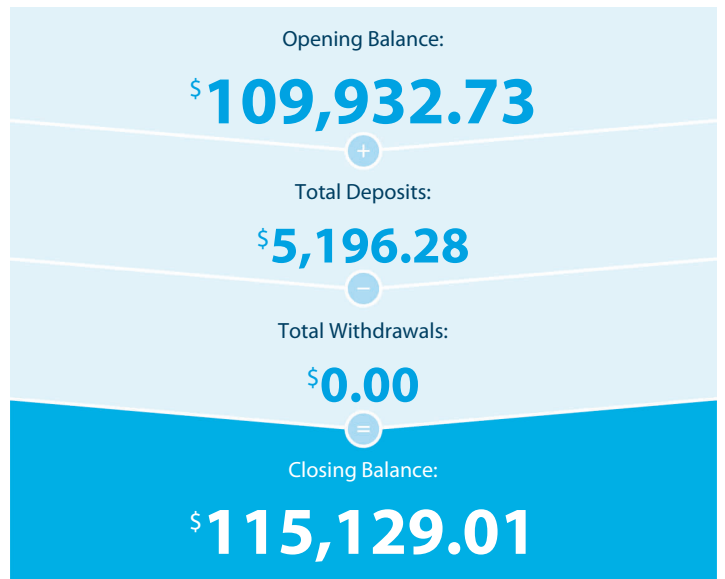 Opening Balance:
$109,932.73
+
Total Deposits:
$5,196.28
−
Total Withdrawals:
$0.00
=
Closing Balance:
$115,129.01